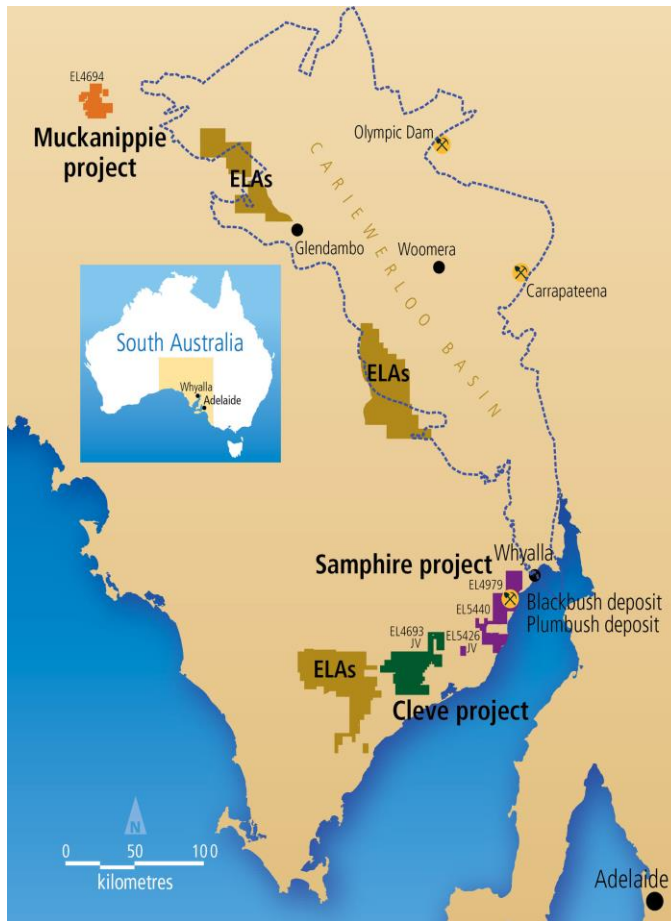 EL4694
Muckanippie
project
ELAs
Olympic Dam
CARIEWERLOO BASIN
Glendambo
Woomera
Carrapateena
South Australia
Whyalla
Adelaide
ELAs
Samphire project
Whyalla
EL4979
Blackbush deposit
Plumbush deposit
EL5440
EL4693
JV
EL5426
JV
ELAs
Cleve project
N
0 50 100
kilometres
Adelaide